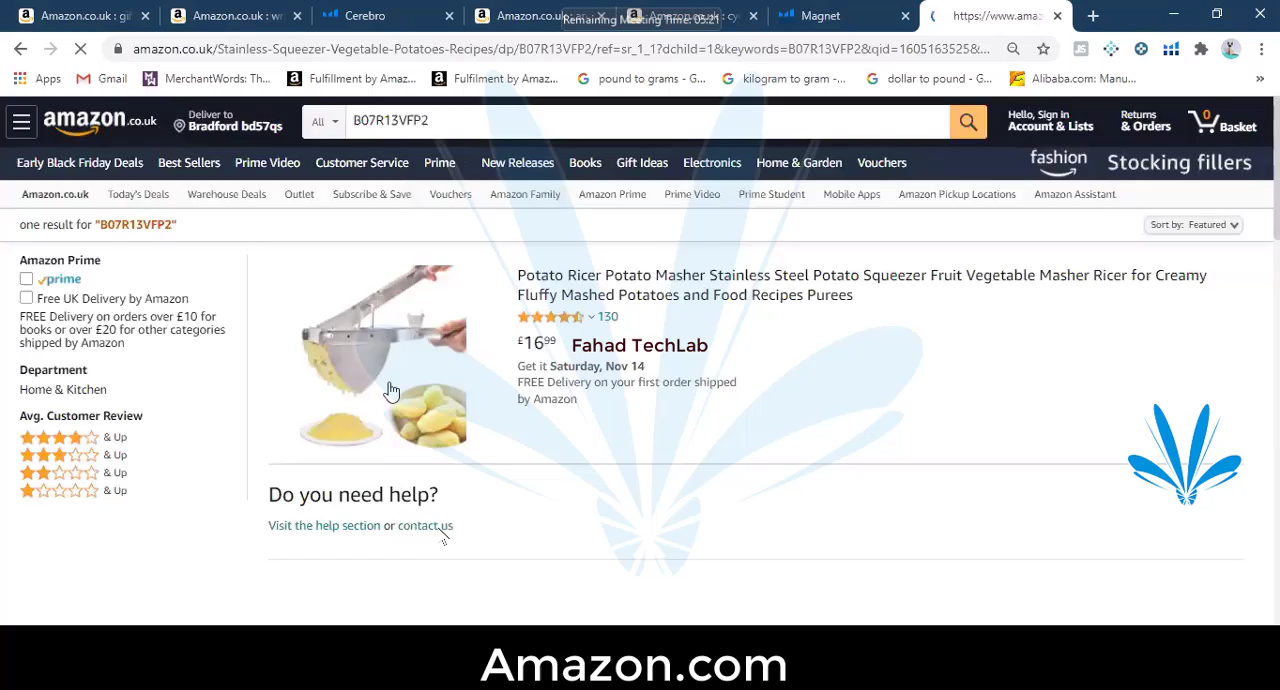 Amazon.co.uk : gif
Amazon.co.uk : wr
Cerebro
Amazon.co
cy
Magnet
https://www.amaz
Remaining Meeting Time: 05:21
amazon.co.uk/Stainless-Squeezer-Vegetable-Potatoes-Recipes/dp/B07R13VFP2/ref=sr_1_1?dchild=1&keywords=B07R13VFP2&qid=1605163525&...
Apps
Gmail
MerchantWords: Th...
Fulfillment by Amaz...
Fulfilment by Amaz...
pound to grams - G...
kilogram to gram -...
dollar to pound - G...
Alibaba.com: Manu...
»
amazon.co.uk
Deliver to
Bradford bd57qs
All
B07R13VFP2
Hello, Sign in
Account & Lists
Returns
& Orders
0
Basket
Early Black Friday Deals
Best Sellers
Prime Video
Customer Service
Prime
New Releases
Books
Gift Ideas
Electronics
Home & Garden
Vouchers
fashion
Stocking fillers
Amazon.co.uk
Today's Deals
Warehouse Deals
Outlet
Subscribe & Save
Vouchers
Amazon Family
Amazon Prime
Prime Video
Prime Student
Mobile Apps
Amazon Pickup Locations
Amazon Assistant
one result for "B07R13VFP2"
Sort by: Featured
Amazon Prime
prime
Free UK Delivery by Amazon
FREE Delivery on orders over £10 for
books or over £20 for other categories
shipped by Amazon
Department
Home & Kitchen
Avg. Customer Review
& Up
& Up
& Up
& Up
Potato Ricer Potato Masher Stainless Steel Potato Squeezer Fruit Vegetable Masher Ricer for Creamy
Fluffy Mashed Potatoes and Food Recipes Purees
130
£16.99
Fahad TechLab
Get it Saturday, Nov 14
FREE Delivery on your first order shipped
by Amazon
Do you need help?
Visit the help section or contact us
Amazon.com